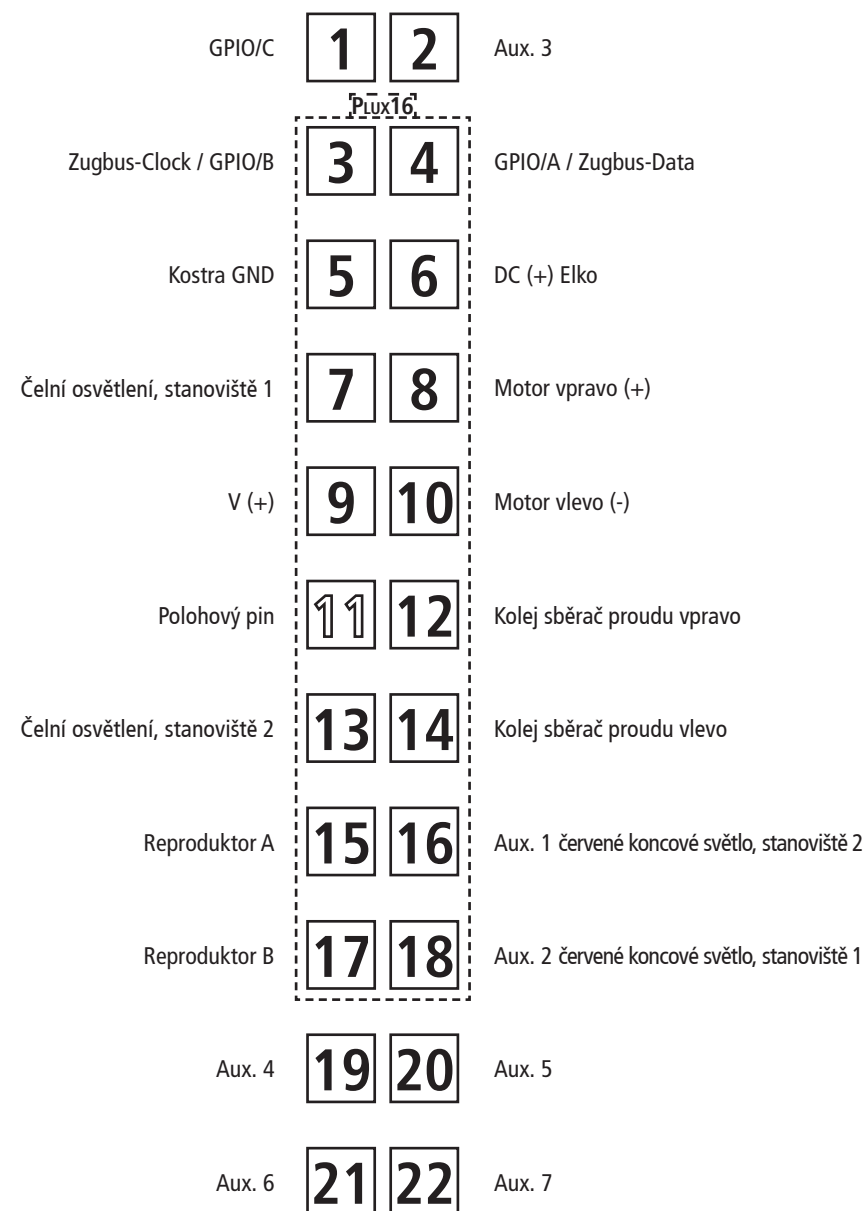 GPIO/C 1 2 Aux. 3
PLUX16
Zugbus-Clock / GPIO/B 3 4 GPIO/A / Zugbus-Data
Kostra GND 5 6 DC (+) Elko
Čelní osvětlení, stanoviště 1 7 8 Motor vpravo (+)
V (+) 9 10 Motor vlevo (-)
Polohový pin 11 12 Kolej sběrač proudu vpravo
Čelní osvětlení, stanoviště 2 13 14 Kolej sběrač proudu vlevo
Reproduktor A 15 16 Aux. 1 červené koncové světlo, stanoviště 2
Reproduktor B 17 18 Aux. 2 červené koncové světlo, stanoviště 1
Aux. 4 19 20 Aux. 5
Aux. 6 21 22 Aux. 7